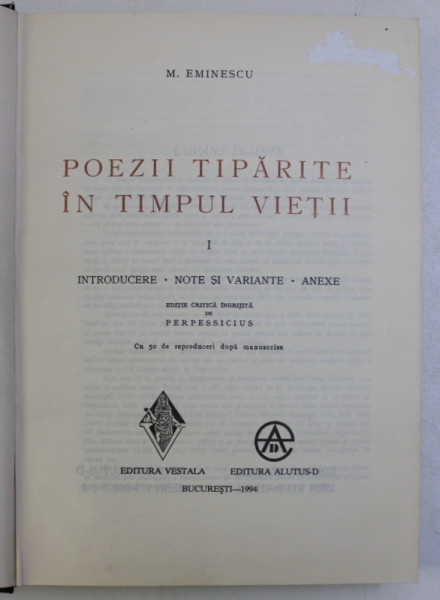 M. EMINESCU
POEZII TIPĂRITE
ÎN TIMPUL VIEȚII
I
INTRODUCERE • NOTE ȘI VARIANTE • ANEXE
EDIȚIE CRITICĂ ÎNGRIJITĂ
DE
PERPESSICIUS
Cu 50 de reproduceri după manuscrise
EDITURA VESTALA EDITURA ALUTUS-D
BUCUREȘTI—1994